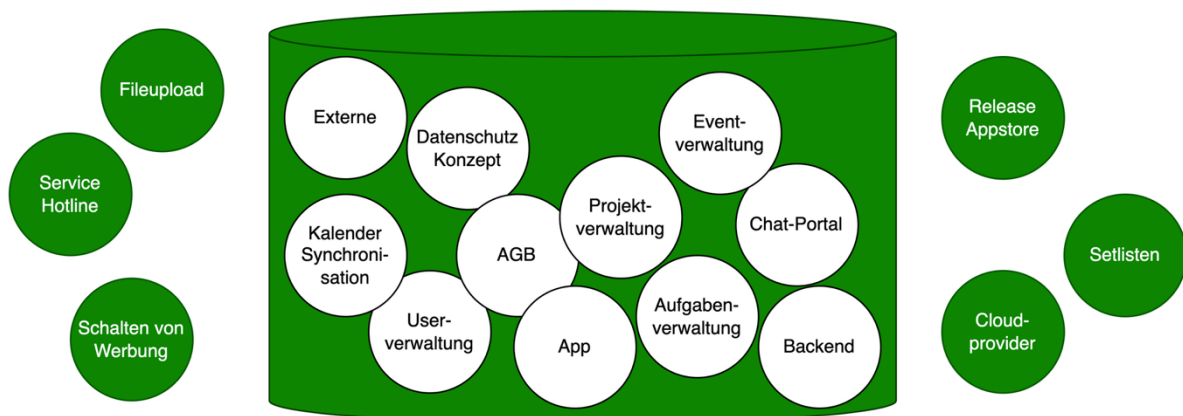 Fileupload
Service
Hotline
Schalten von
Werbung
Externe
Datenschutz
Konzept
Kalender
Synchroni-
sation
AGB
User-
verwaltung
App
Projekt-
verwaltung
Event-
verwaltung
Chat-Portal
Aufgaben-
verwaltung
Backend
Release
Appstore
Setlisten
Cloud-
provider